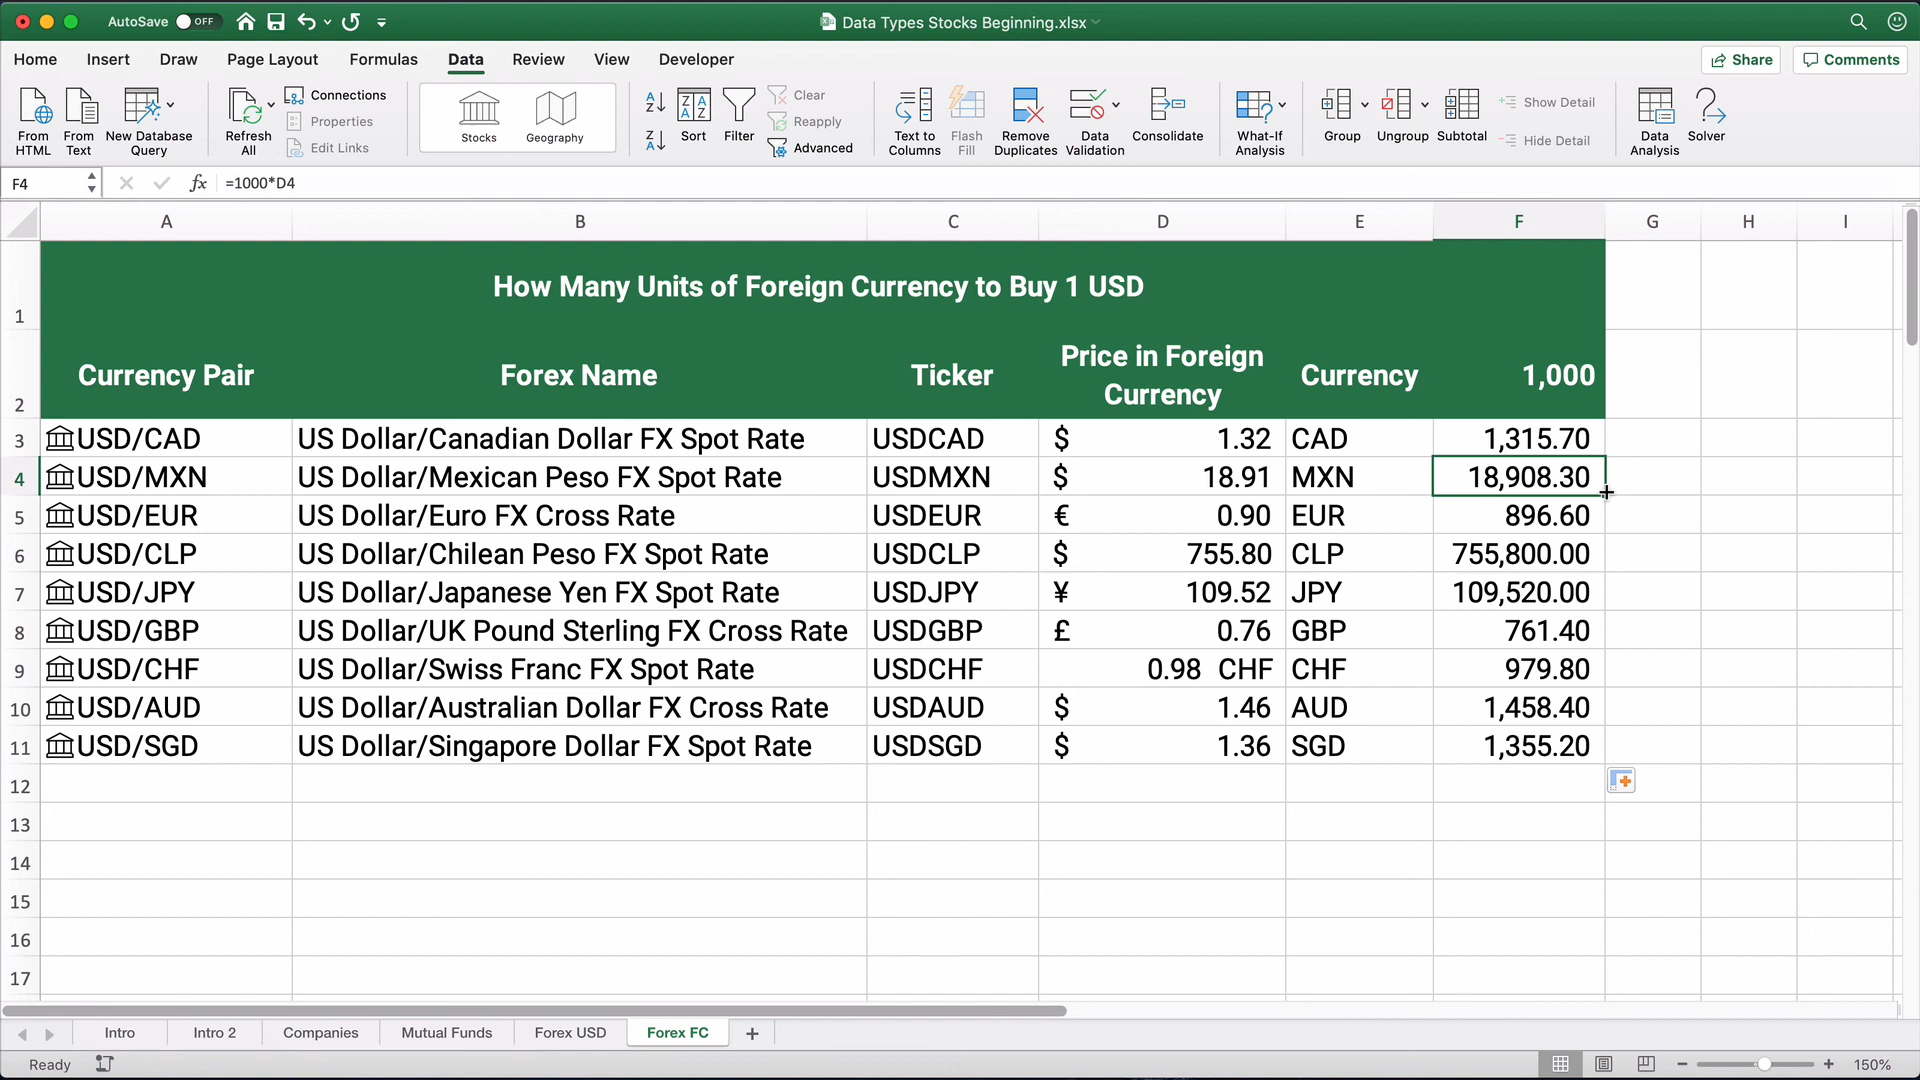 AutoSave OFF
Data Types Stocks Beginning.xlsx
Home Insert Draw Page Layout Formulas Data Review View Developer
Share Comments
From HTML
From Text
New Database Query
Refresh All
Connections
Properties
Edit Links
Stocks
Geography
Sort
Filter
Clear
Reapply
Advanced
Text to Columns
Flash Fill
Remove Duplicates
Data Validation
Consolidate
What-If Analysis
Group
Ungroup
Subtotal
Show Detail
Hide Detail
Data Analysis
Solver
F4 fx =1000*D4
A B C D E F G H I
1 How Many Units of Foreign Currency to Buy 1 USD
2 Currency Pair Forex Name Ticker Price in Foreign Currency Currency 1,000
3 USD/CAD US Dollar/Canadian Dollar FX Spot Rate USDCAD $ 1.32 CAD 1,315.70
4 USD/MXN US Dollar/Mexican Peso FX Spot Rate USDMXN $ 18.91 MXN 18,908.30
5 USD/EUR US Dollar/Euro FX Cross Rate USDEUR € 0.90 EUR 896.60
6 USD/CLP US Dollar/Chilean Peso FX Spot Rate USDCLP $ 755.80 CLP 755,800.00
7 USD/JPY US Dollar/Japanese Yen FX Spot Rate USDJPY ¥ 109.52 JPY 109,520.00
8 USD/GBP US Dollar/UK Pound Sterling FX Cross Rate USDGBP £ 0.76 GBP 761.40
9 USD/CHF US Dollar/Swiss Franc FX Spot Rate USDCHF 0.98 CHF CHF 979.80
10 USD/AUD US Dollar/Australian Dollar FX Cross Rate USDAUD $ 1.46 AUD 1,458.40
11 USD/SGD US Dollar/Singapore Dollar FX Spot Rate USDSGD $ 1.36 SGD 1,355.20
12
13
14
15
16
17
Intro Intro 2 Companies Mutual Funds Forex USD Forex FC +
Ready
150%